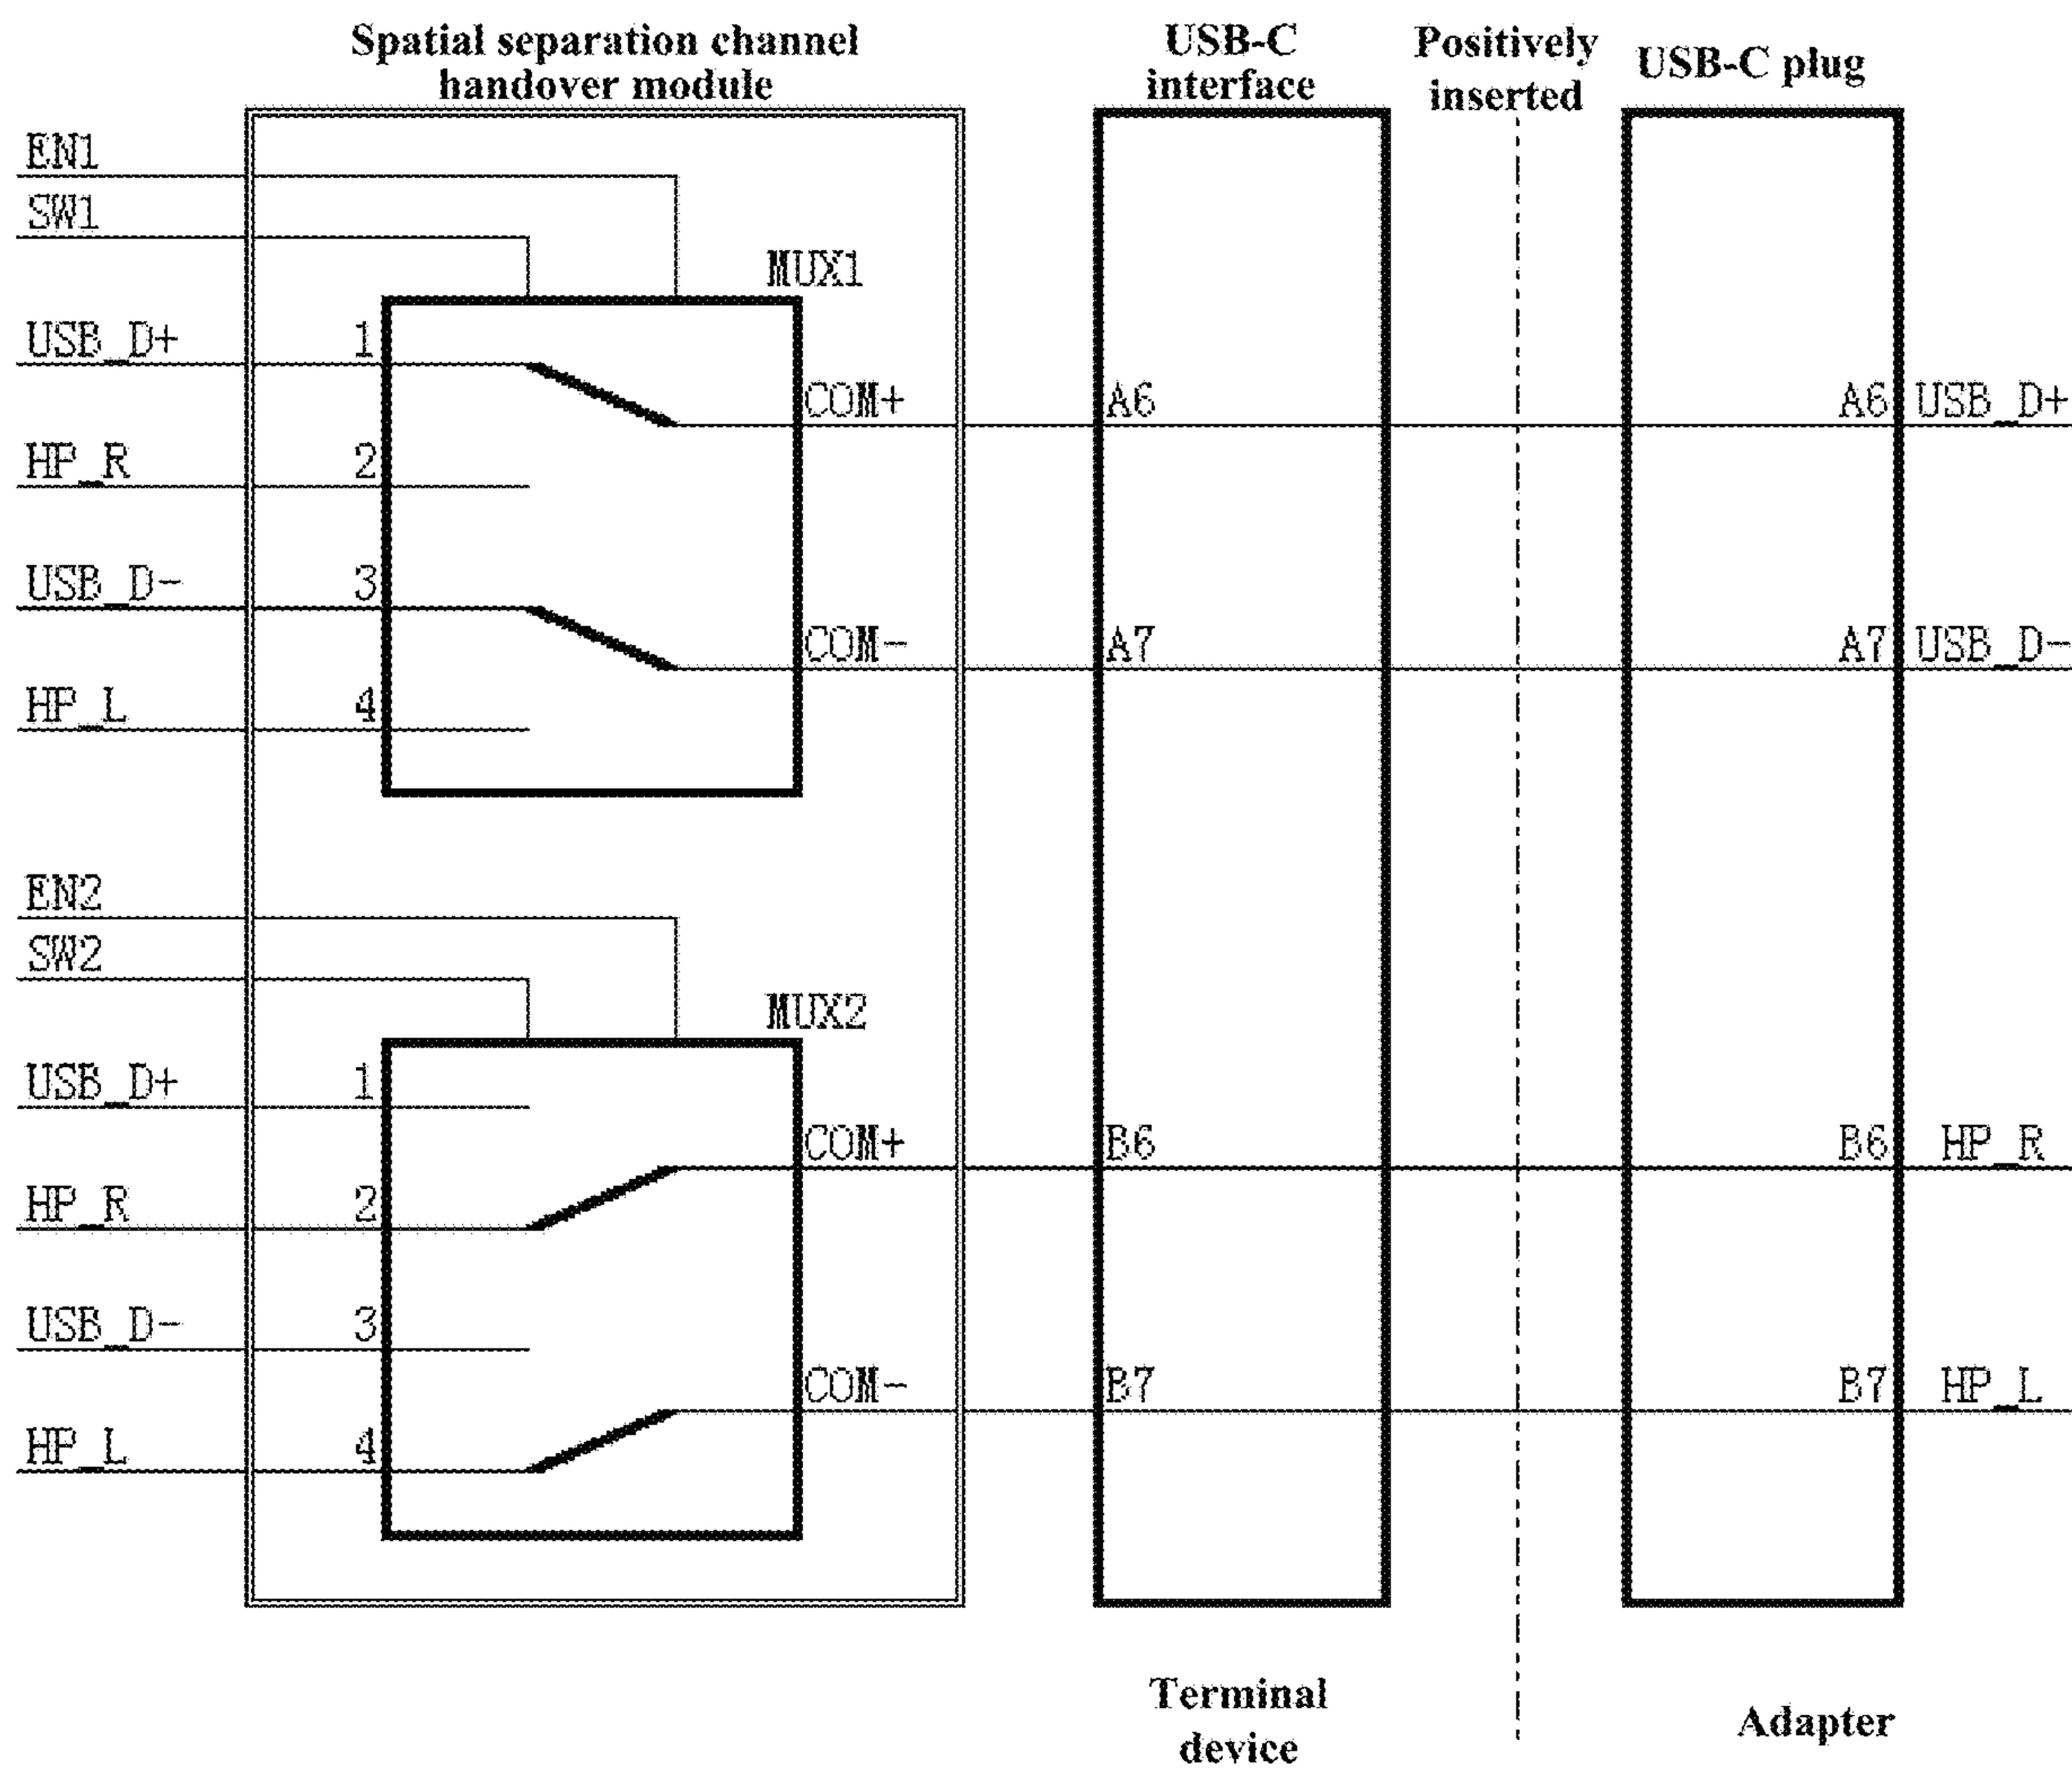 Spatial separation channel
handover module
USB-C
interface
Positively
inserted
USB-C plug
EN1
SW1
MUX1
USB_D+
1
COM+
A6
A6
USB_D+
HP_R
2
USB_D-
3
COM-
A7
A7
USB_D-
HP_L
4
EN2
SW2
MUX2
USB_D+
1
COM+
B6
B6
HP_R
HP_R
2
USB_D-
3
COM-
B7
B7
HP_L
HP_L
4
Terminal
device
Adapter